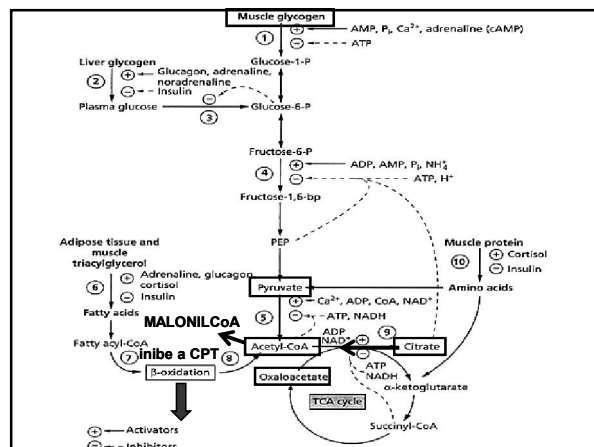 Muscle glycogen
1
+
AMP, Pi, Ca²⁺, adrenaline (cAMP)
−
ATP
Liver glycogen
Glucose-1-P
2
+
Glucagon, adrenaline,
noradrenaline
−
Insulin
−
Plasma glucose
3
Glucose-6-P
Fructose-6-P
4
+
ADP, AMP, Pi, NH₄⁺
−
ATP, H⁺
Fructose-1,6-bp
PEP
Adipose tissue and
muscle
triacylglycerol
Muscle protein
10
+
Cortisol
−
Insulin
6
+
Adrenaline, glucagon,
cortisol
−
Insulin
Pyruvate
Amino acids
Fatty acids
5
+
Ca²⁺, ADP, CoA, NAD⁺
−
ATP, NADH
MALONILCoA
Fatty acyl-CoA
7
inibe a CPT
8
Acetyl-CoA
ADP
NAD⁺
+
9
Citrate
−
β-oxidation
Oxaloacetate
ATP
NADH
α-ketoglutarate
TCA cycle
Succinyl-CoA
+
Activators
−
Inhibitors